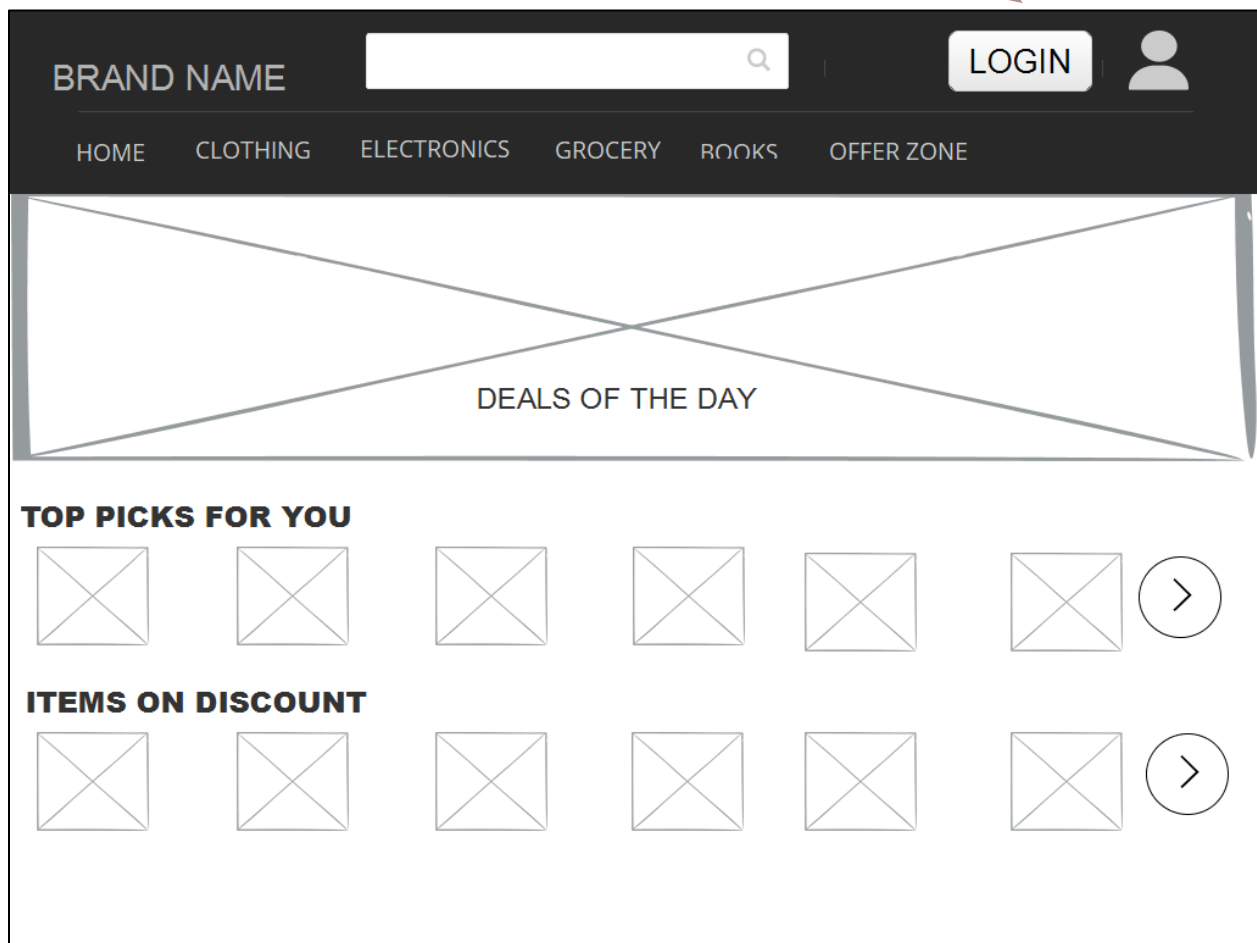 BRAND NAME
LOGIN
HOME CLOTHING ELECTRONICS GROCERY BOOKS OFFER ZONE
DEALS OF THE DAY
TOP PICKS FOR YOU
ITEMS ON DISCOUNT